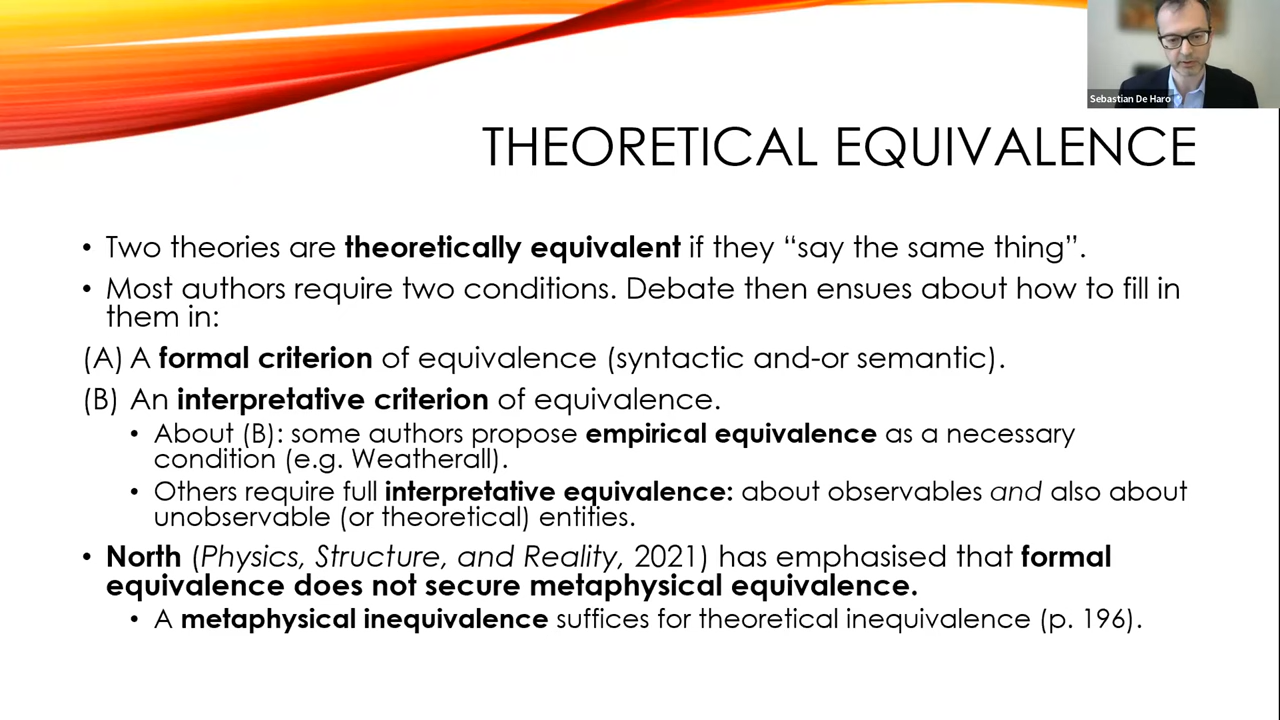 Sebastian De Haro
THEORETICAL EQUIVALENCE
• Two theories are theoretically equivalent if they “say the same thing”.
• Most authors require two conditions. Debate then ensues about how to fill in
them in:
(A) A formal criterion of equivalence (syntactic and-or semantic).
(B) An interpretative criterion of equivalence.
• About (B): some authors propose empirical equivalence as a necessary
condition (e.g. Weatherall).
• Others require full interpretative equivalence: about observables and also about
unobservable (or theoretical) entities.
• North (Physics, Structure, and Reality, 2021) has emphasised that formal
equivalence does not secure metaphysical equivalence.
• A metaphysical inequivalence suffices for theoretical inequivalence (p. 196).